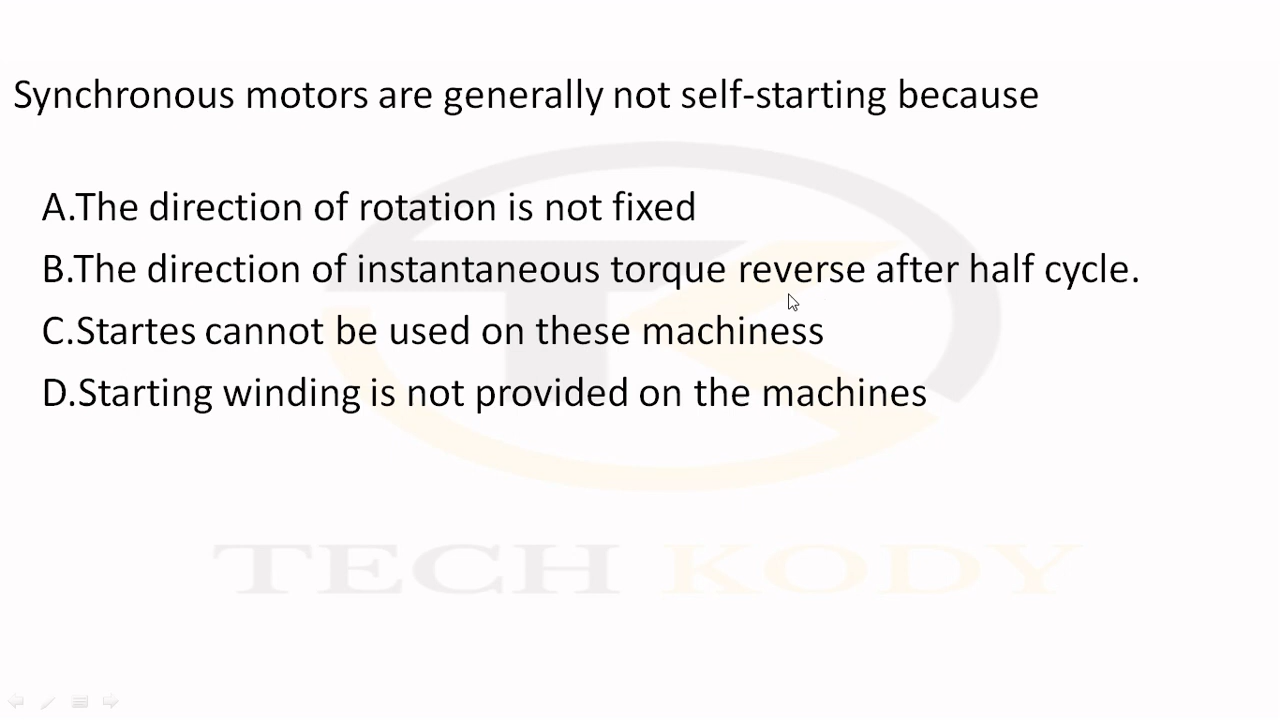 Synchronous motors are generally not self-starting because
A.The direction of rotation is not fixed
B.The direction of instantaneous torque reverse after half cycle.
C.Startes cannot be used on these machiness
D.Starting winding is not provided on the machines
TECH KODY